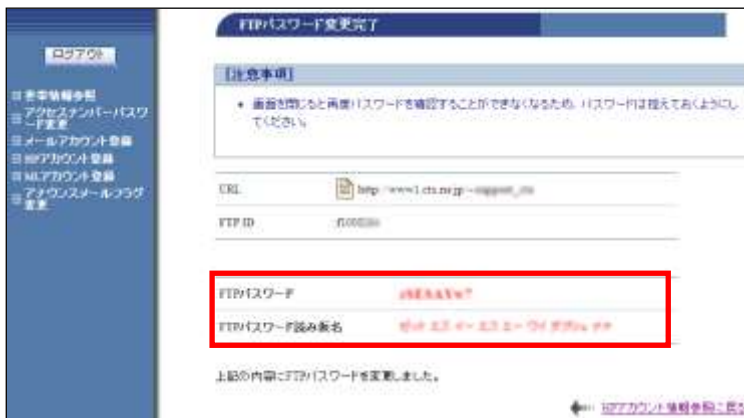 FTPパスワード変更完了
ログアウト
[注意事項]
画面を閉じると再度パスワードを確認することができなくなるため、パスワードは控えておくようにし
てください。
アクセスナンバーパスワ
ード変更
メールアカウント登録
HPアカウント登録
MLアカウント登録
アナウンスメールフラグ
変更
URL
FTP ID
FTPパスワード
FTPパスワード読み仮名
上記の内容にFTPパスワードを変更しました。
HPアカウント情報参照に戻る